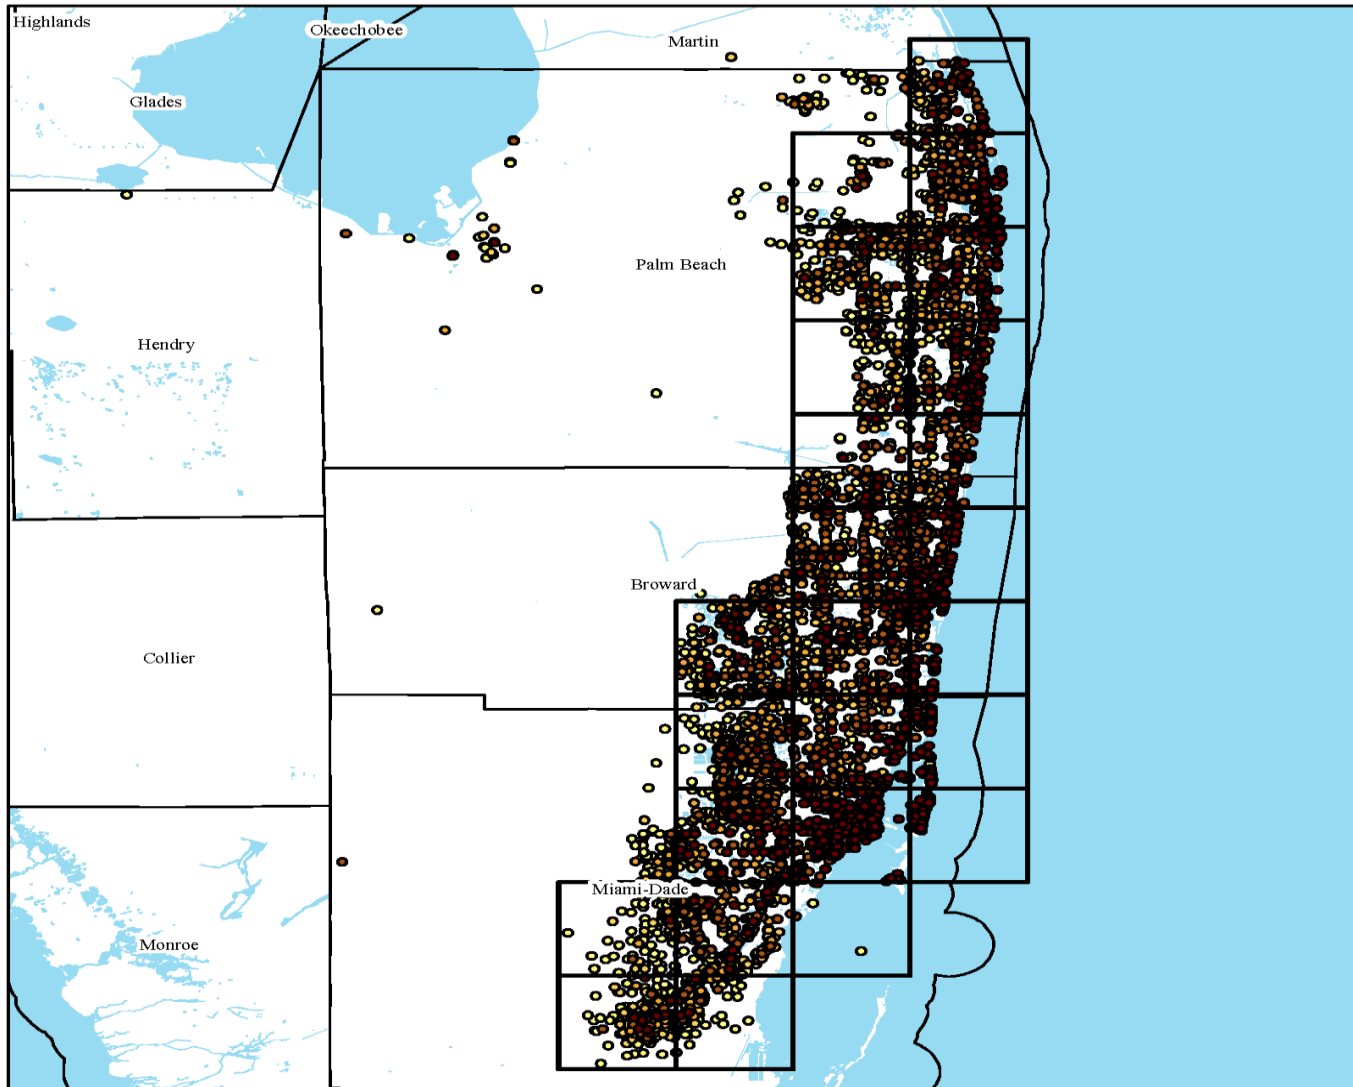 Highlands
Okeechobee
Martin
Glades
Palm Beach
Hendry
Broward
Collier
Miami-Dade
Monroe